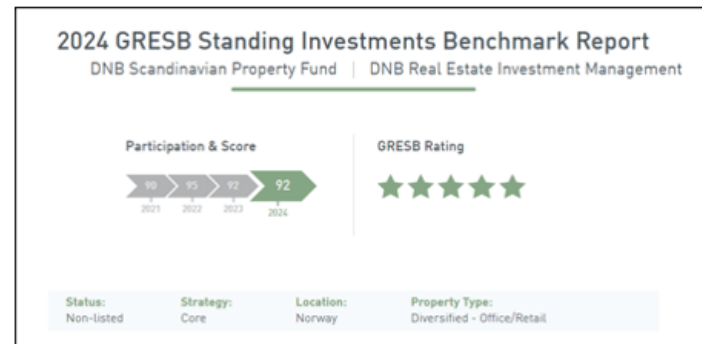 2024 GRESB Standing Investments Benchmark Report
DNB Scandinavian Property Fund | DNB Real Estate Investment Management
Participation & Score
GRESB Rating
90 95 92 92
2021 2022 2023 2024
Status: Strategy: Location: Property Type:
Non-listed Core Norway Diversified - Office/Retail